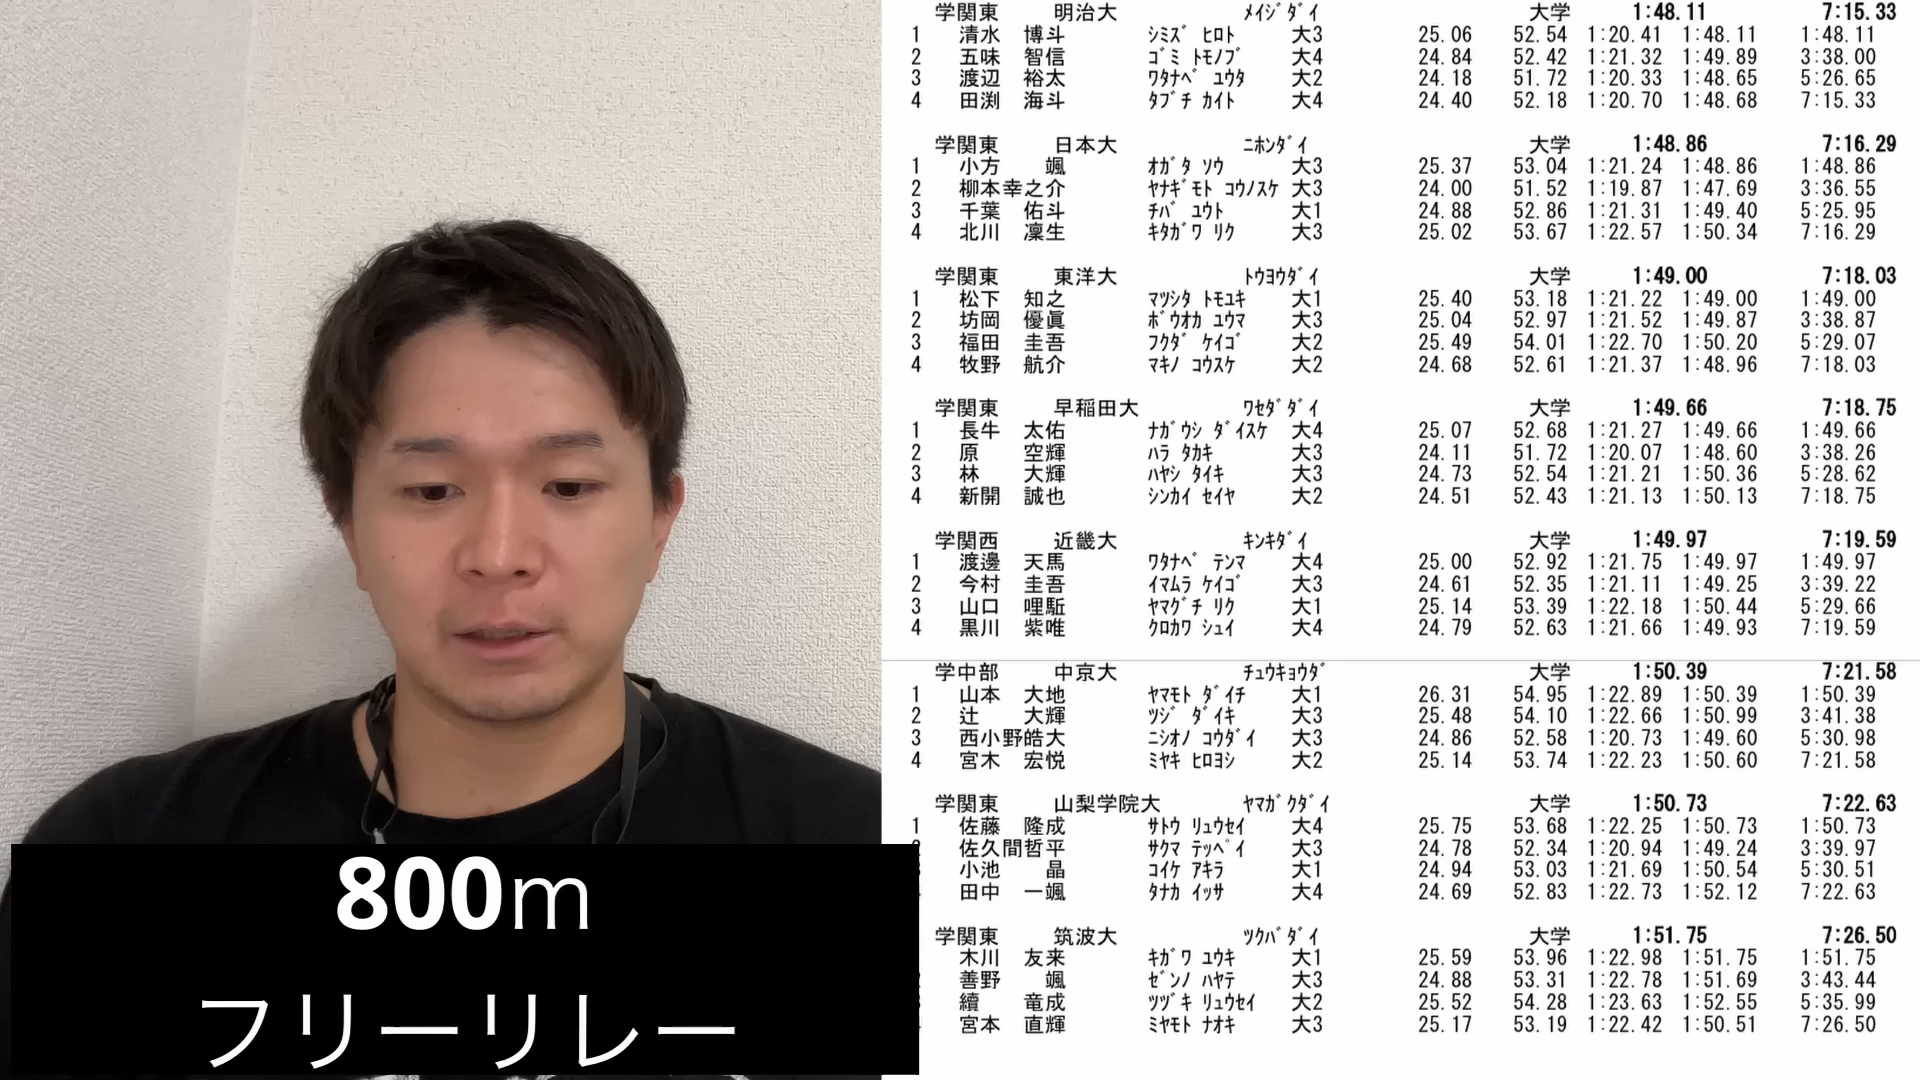 学関東 明治大 ﾒｲｼﾞﾀﾞｲ 大学 1:48.11 7:15.33
1 清水 博斗 ｼﾐｽﾞ ﾋﾛﾄ 大3 25.06 52.54 1:20.41 1:48.11 1:48.11
2 五味 智信 ｺﾞﾐ ﾄﾓﾉﾌﾞ 大4 24.84 52.42 1:21.32 1:49.89 3:38.00
3 渡辺 裕太 ﾜﾀﾅﾍﾞ ﾕｳﾀ 大2 24.18 51.72 1:20.33 1:48.65 5:26.65
4 田渕 海斗 ﾀﾌﾞﾁ ｶｲﾄ 大4 24.40 52.18 1:20.70 1:48.68 7:15.33
学関東 日本大 ﾆﾎﾝﾀﾞｲ 大学 1:48.86 7:16.29
1 小方 颯 ｵｶﾞﾀ ｿｳ 大3 25.37 53.04 1:21.24 1:48.86 1:48.86
2 柳本幸之介 ﾔﾅｷﾞﾓﾄ ｺｳﾉｽｹ 大3 24.00 51.52 1:19.87 1:47.69 3:36.55
3 千葉 佑斗 ﾁﾊﾞ ﾕｳﾄ 大1 24.88 52.86 1:21.31 1:49.40 5:25.95
4 北川 凜生 ｷﾀｶﾞﾜ ﾘｸ 大3 25.02 53.67 1:22.57 1:50.34 7:16.29
学関東 東洋大 ﾄｳﾖｳﾀﾞｲ 大学 1:49.00 7:18.03
1 松下 知之 ﾏﾂｼﾀ ﾄﾓﾕｷ 大1 25.40 53.18 1:21.22 1:49.00 1:49.00
2 坊岡 優眞 ﾎﾞｳｵｶ ﾕｳﾏ 大3 25.04 52.97 1:21.52 1:49.87 3:38.87
3 福田 圭吾 ﾌｸﾀﾞ ｹｲｺﾞ 大2 25.49 54.01 1:22.70 1:50.20 5:29.07
4 牧野 航介 ﾏｷﾉ ｺｳｽｹ 大2 24.68 52.61 1:21.37 1:48.96 7:18.03
学関東 早稲田大 ﾜｾﾀﾞﾀﾞｲ 大学 1:49.66 7:18.75
1 長牛 太佑 ﾅｶﾞｳｼ ﾀﾞｲｽｹ 大4 25.07 52.68 1:21.27 1:49.66 1:49.66
2 原 空輝 ﾊﾗ ﾀｶｷ 大3 24.11 51.72 1:20.07 1:48.60 3:38.26
3 林 大輝 ﾊﾔｼ ﾀｲｷ 大3 24.73 52.54 1:21.21 1:50.36 5:28.62
4 新開 誠也 ｼﾝｶｲ ｾｲﾔ 大2 24.51 52.43 1:21.13 1:50.13 7:18.75
学関西 近畿大 ｷﾝｷﾀﾞｲ 大学 1:49.97 7:19.59
1 渡邊 天馬 ﾜﾀﾅﾍﾞ ﾃﾝﾏ 大4 25.00 52.92 1:21.75 1:49.97 1:49.97
2 今村 圭吾 ｲﾏﾑﾗ ｹｲｺﾞ 大3 24.61 52.35 1:21.11 1:49.25 3:39.22
3 山口 哩駈 ﾔﾏｸﾞﾁ ﾘｸ 大1 25.14 53.39 1:22.18 1:50.44 5:29.66
4 黒川 紫唯 ｸﾛｶﾜ ｼｭｲ 大4 24.79 52.63 1:21.66 1:49.93 7:19.59
学中部 中京大 ﾁｭｳｷｮｳﾀﾞ 大学 1:50.39 7:21.58
1 山本 大地 ﾔﾏﾓﾄ ﾀﾞｲﾁ 大1 26.31 54.95 1:22.89 1:50.39 1:50.39
2 辻 大輝 ﾂｼﾞ ﾀﾞｲｷ 大3 25.48 54.10 1:22.66 1:50.99 3:41.38
3 西小野皓大 ﾆｼｵﾉ ｺｳﾀﾞｲ 大3 24.86 52.58 1:20.73 1:49.60 5:30.98
4 宮木 宏悦 ﾐﾔｷ ﾋﾛﾖｼ 大2 25.14 53.74 1:22.23 1:50.60 7:21.58
学関東 山梨学院大 ﾔﾏｶﾞｸﾀﾞｲ 大学 1:50.73 7:22.63
1 佐藤 隆成 ｻﾄｳ ﾘｭｳｾｲ 大4 25.75 53.68 1:22.25 1:50.73 1:50.73
佐久間哲平 ｻｸﾏ ﾃｯﾍﾟｲ 大3 24.78 52.34 1:20.94 1:49.24 3:39.97
小池 晶 ｺｲｹ ｱｷﾗ 大1 24.94 53.03 1:21.69 1:50.54 5:30.51
田中 一颯 ﾀﾅｶ ｲｯｻ 大4 24.69 52.83 1:22.73 1:52.12 7:22.63
学関東 筑波大 ﾂｸﾊﾞﾀﾞｲ 大学 1:51.75 7:26.50
木川 友来 ｷｶﾞﾜ ﾕｳｷ 大1 25.59 53.96 1:22.98 1:51.75 1:51.75
善野 颯 ｾﾞﾝﾉ ﾊﾔﾃ 大3 24.88 53.31 1:22.78 1:51.69 3:43.44
續 竜成 ﾂﾂﾞｷ ﾘｭｳｾｲ 大2 25.52 54.28 1:23.63 1:52.55 5:35.99
宮本 直輝 ﾐﾔﾓﾄ ﾅｵｷ 大3 25.17 53.19 1:22.42 1:50.51 7:26.50
800m
フリーリレー